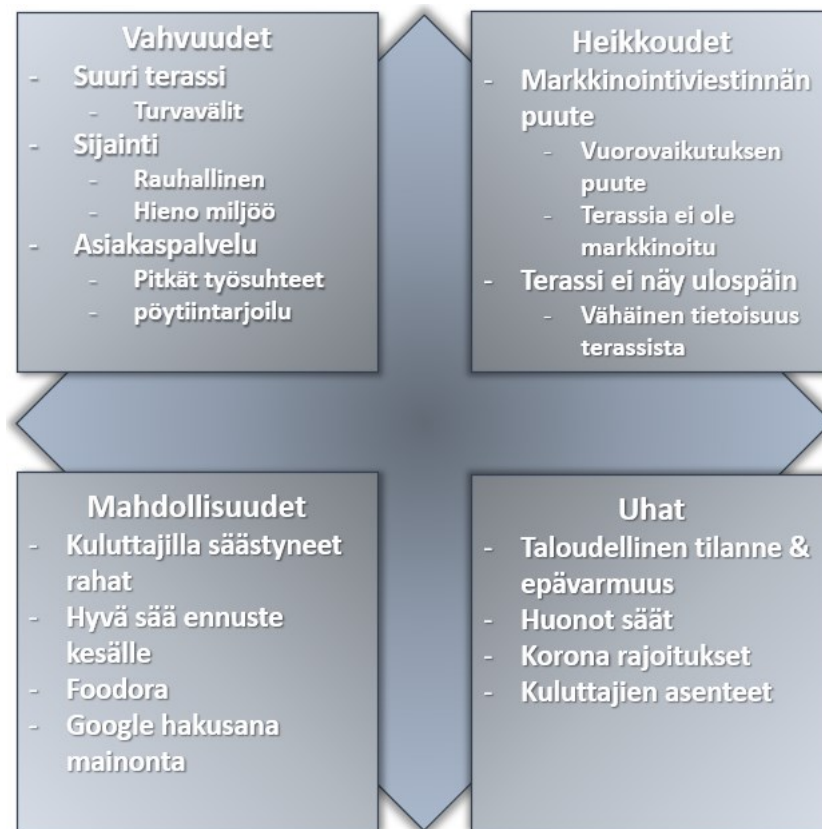 Vahvuudet
- Suuri terassi
- Turvavälit
- Sijainti
- Rauhallinen
- Hieno miljöö
- Asiakaspalvelu
- Pitkät työsuhteet
- pöytiintarjoilu
Heikkoudet
- Markkinointiviestinnän
puute
- Vuorovaikutuksen
puute
- Terassia ei ole
markkinoitu
- Terassi ei näy ulospäin
- Vähäinen tietoisuus
terassista
Mahdollisuudet
- Kuluttajilla säästyneet
rahat
- Hyvä sää ennuste
kesälle
- Foodora
- Google hakusana
mainonta
Uhat
- Taloudellinen tilanne &
epävarmuus
- Huonot säät
- Korona rajoitukset
- Kuluttajien asenteet